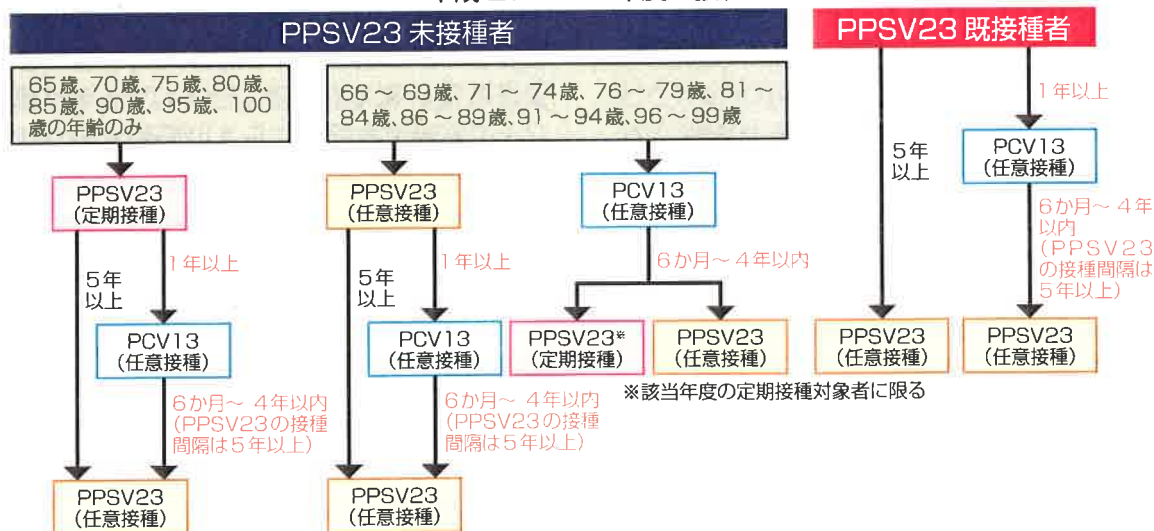 PPSV23 未接種者
PPSV23 既接種者
65歳、70歳、75歳、80歳、
85歳、90歳、95歳、100
歳の年齢のみ
66～69歳、71～74歳、76～79歳、81～
84歳、86～89歳、91～94歳、96～99歳
PPSV23
(定期接種)
5年
以上
1年以上
PCV13
(任意接種)
6か月～ 4年以内
(PPSV23の接種
間隔は5年以上)
PPSV23
(任意接種)
PPSV23
(任意接種)
5年
以上
1年以上
PCV13
(任意接種)
6か月～ 4年以内
(PPSV23の接種
間隔は5年以上)
PPSV23
(任意接種)
PCV13
(任意接種)
6か月～4年以内
PPSV23※
(定期接種)
PPSV23
(任意接種)
※該当年度の定期接種対象者に限る
5年
以上
PPSV23
(任意接種)
1年以上
PCV13
(任意接種)
6か月～4年
以内
(PPSV23
の接種間隔は
5年以上)
PPSV23
(任意接種)